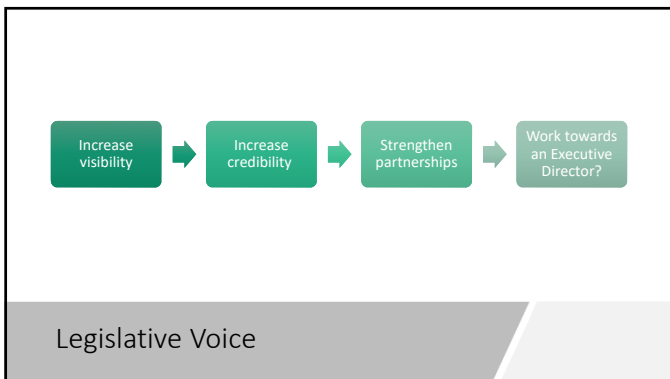 Increase
visibility
Increase
credibility
Strengthen
partnerships
Work towards
an Executive
Director?
Legislative Voice